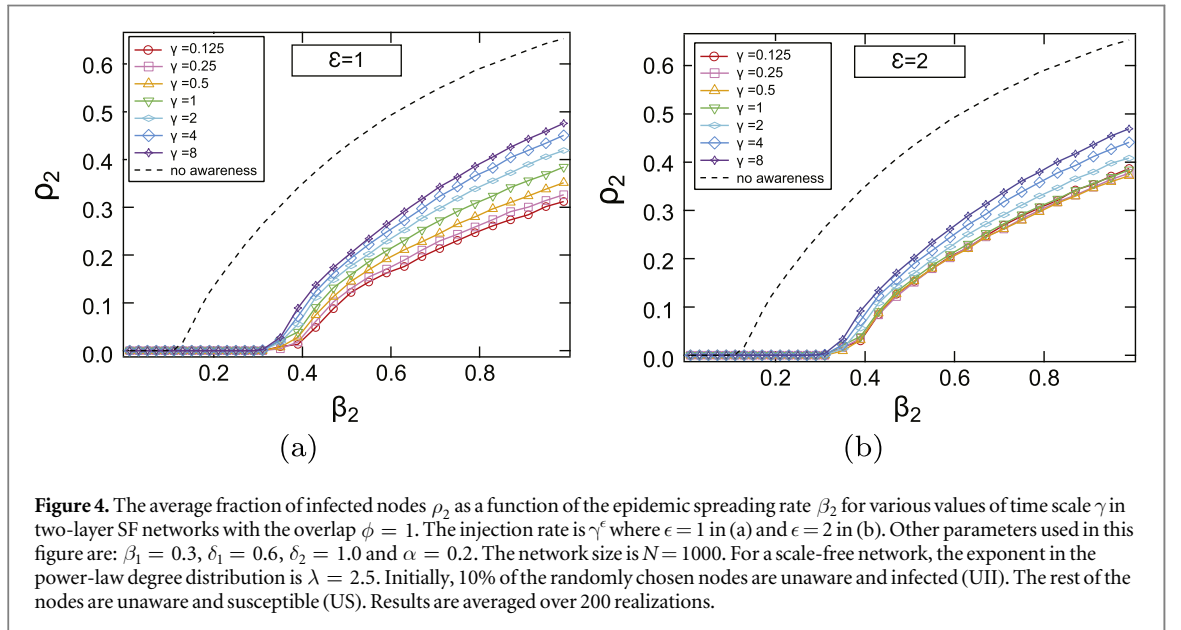 γ =0.125
γ =0.25
γ =0.5
γ =1
γ =2
γ =4
γ =8
no awareness
ε=1
0.6
0.5
0.4
0.3
0.2
0.1
0.0
ρ₂
0.2 0.4 0.6 0.8
β₂
(a)
γ =0.125
γ =0.25
γ =0.5
γ =1
γ =2
γ =4
γ =8
no awareness
ε=2
0.6
0.5
0.4
0.3
0.2
0.1
0.0
ρ₂
0.2 0.4 0.6 0.8
β₂
(b)
Figure 4. The average fraction of infected nodes ρ₂ as a function of the epidemic spreading rate β₂ for various values of time scale γ in
two-layer SF networks with the overlap ϕ = 1. The injection rate is γ^ϵ where ϵ = 1 in (a) and ϵ = 2 in (b). Other parameters used in this
figure are: β₁ = 0.3, δ₁ = 0.6, δ₂ = 1.0 and α = 0.2. The network size is N = 1000. For a scale-free network, the exponent in the
power-law degree distribution is λ = 2.5. Initially, 10% of the randomly chosen nodes are unaware and infected (UII). The rest of the
nodes are unaware and susceptible (US). Results are averaged over 200 realizations.